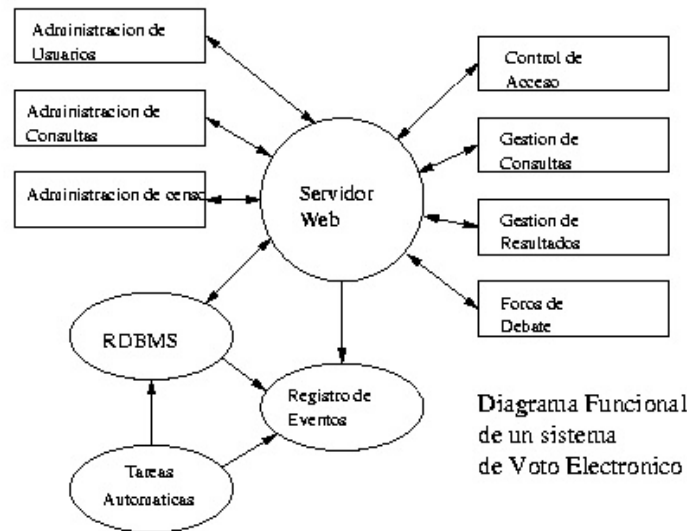 Administracion de
Usuarios
Administracion de
Consultas
Administracion de censo
Servidor
Web
Control de
Acceso
Gestion de
Consultas
Gestion de
Resultados
Foros de
Debate
RDBMS
Registro de
Eventos
Tareas
Automaticas
Diagrama Funcional
de un sistema
de Voto Electronico